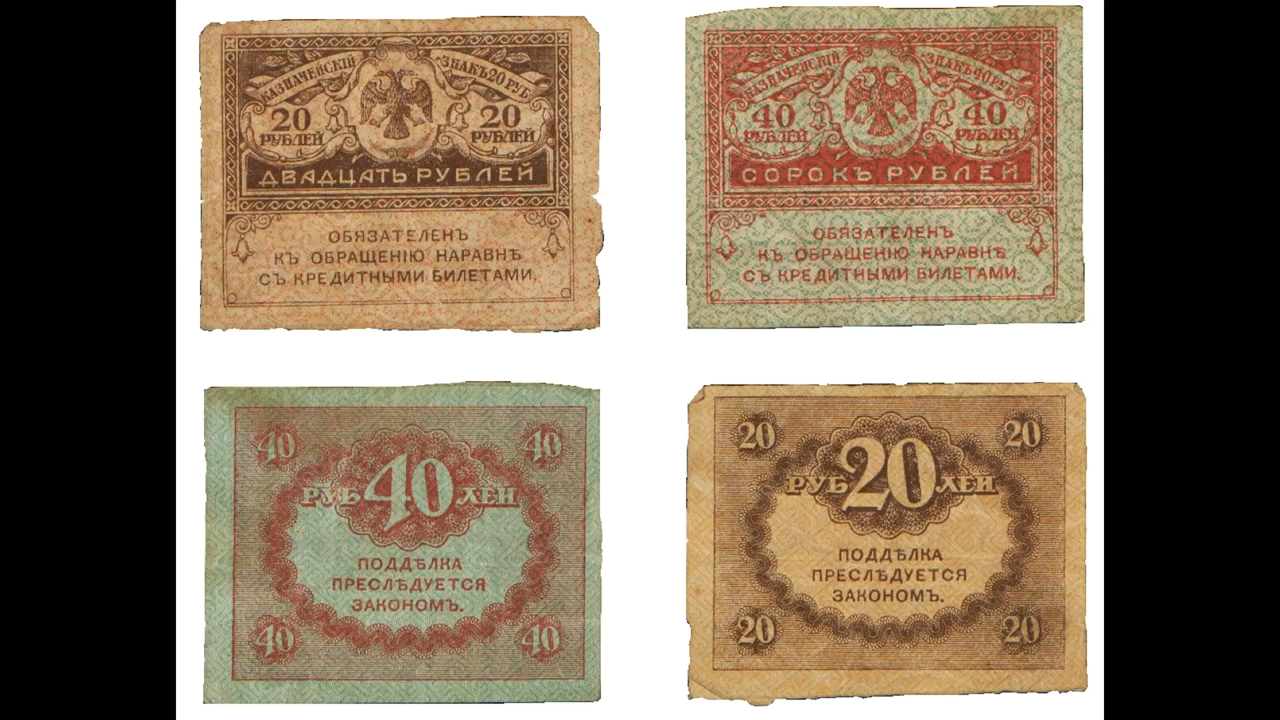 КАЗНАЧЕЙСКІЙ ЗНАКЪ 20 РУБ.
20 РУБЛЕЙ 20 РУБЛЕЙ
ДВАДЦАТЬ РУБЛЕЙ
ОБЯЗАТЕЛЕНЪ
КЪ ОБРАЩЕНІЮ НАРАВНѢ
СЪ КРЕДИТНЫМИ БИЛЕТАМИ.
КАЗНАЧЕЙСКІЙ ЗНАКЪ 40 РУБ.
40 РУБЛЕЙ 40 РУБЛЕЙ
СОРОКЪ РУБЛЕЙ
ОБЯЗАТЕЛЕНЪ
КЪ ОБРАЩЕНІЮ НАРАВНѢ
СЪ КРЕДИТНЫМИ БИЛЕТАМИ.
40 40
РУБ 40 ЛЕЙ
ПОДДѢЛКА
ПРЕСЛѢДУЕТСЯ
ЗАКОНОМЪ.
40 40
20 20
РУБ 20 ЛЕЙ
ПОДДѢЛКА
ПРЕСЛѢДУЕТСЯ
ЗАКОНОМЪ.
20 20